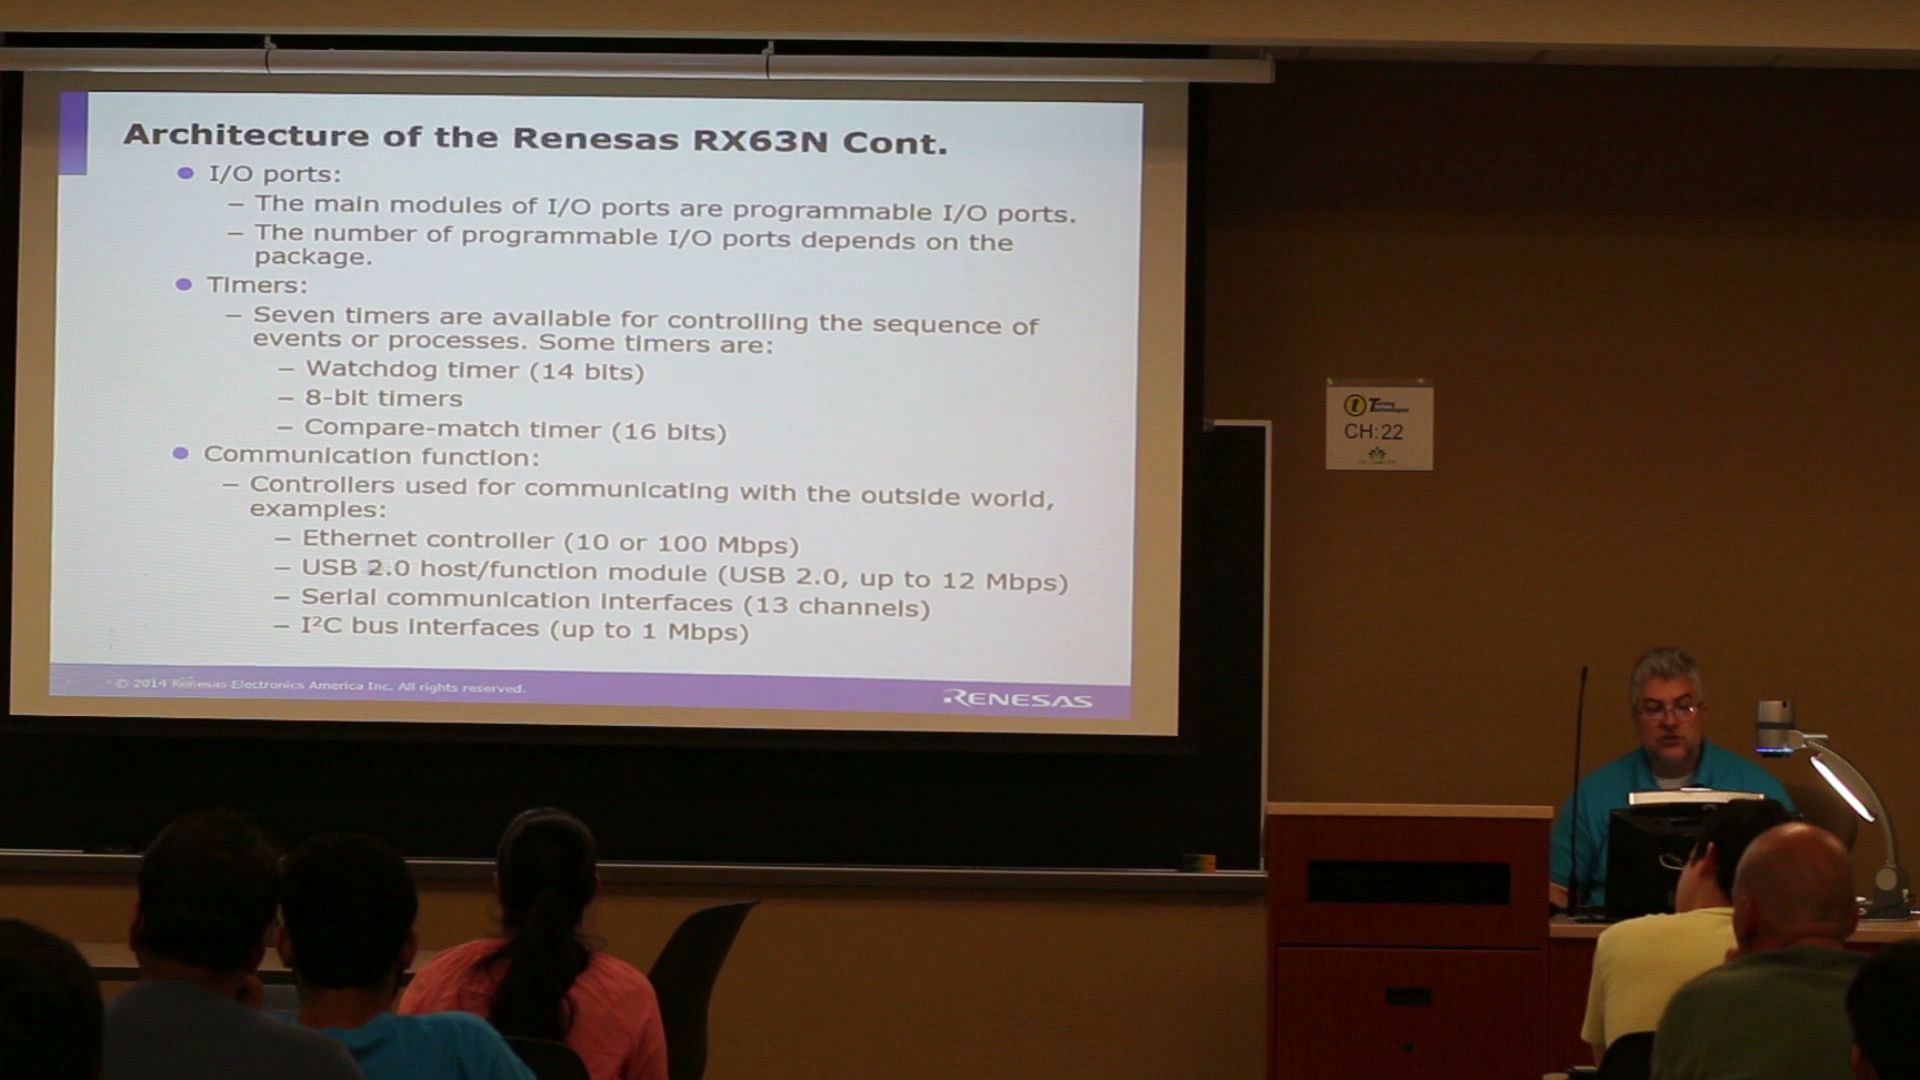 Architecture of the Renesas RX63N Cont.
● I/O ports:
– The main modules of I/O ports are programmable I/O ports.
– The number of programmable I/O ports depends on the
package.
● Timers:
– Seven timers are available for controlling the sequence of
events or processes. Some timers are:
– Watchdog timer (14 bits)
– 8-bit timers
– Compare-match timer (16 bits)
● Communication function:
– Controllers used for communicating with the outside world,
examples:
– Ethernet controller (10 or 100 Mbps)
– USB 2.0 host/function module (USB 2.0, up to 12 Mbps)
– Serial communication interfaces (13 channels)
– I²C bus interfaces (up to 1 Mbps)
© 2014 Renesas Electronics America Inc. All rights reserved.
RENESAS
Turning
Technologies
CH:22